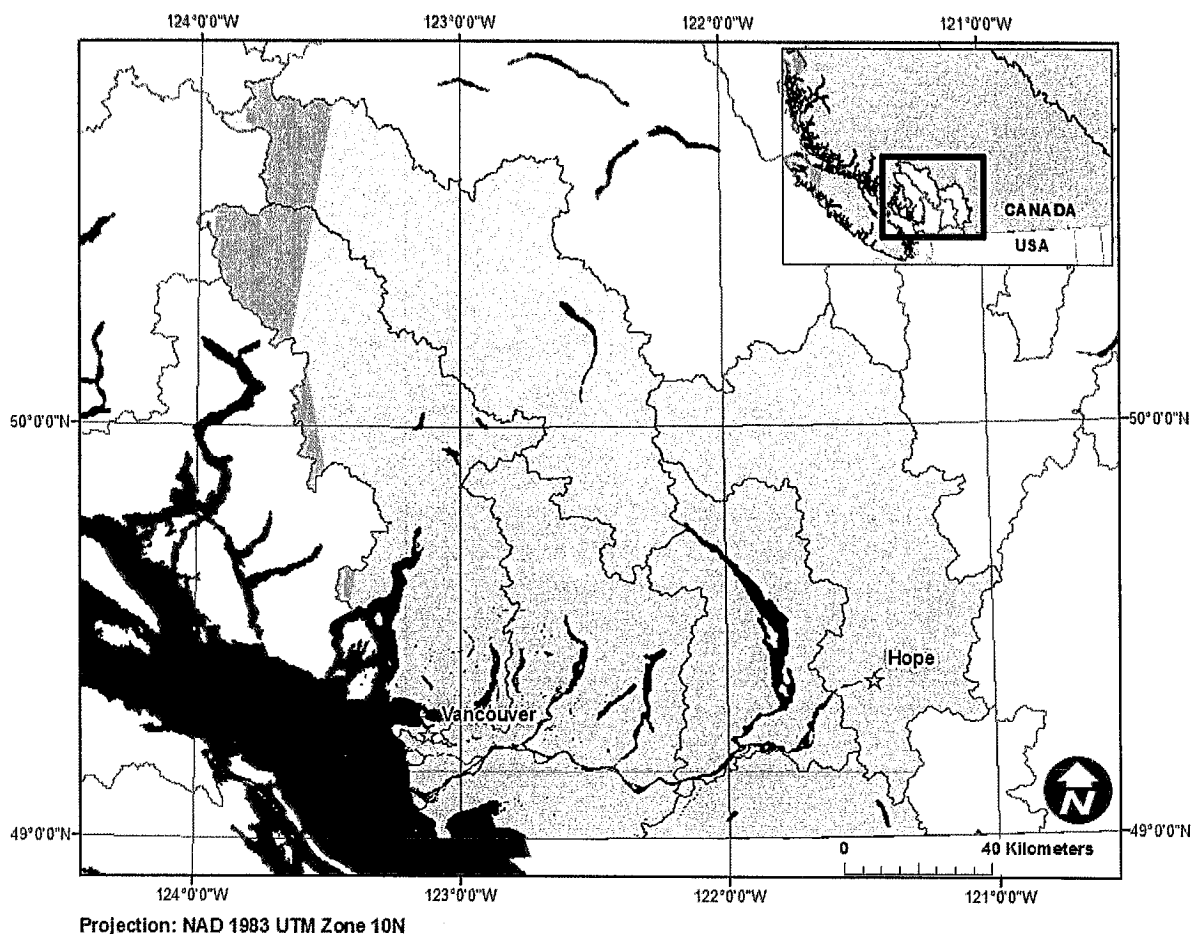 124°0'0"W 123°0'0"W 122°0'0"W 121°0'0"W
CANADA
USA
50°0'0"N 50°0'0"N
Hope
Vancouver
N
49°0'0"N 49°0'0"N
0 40 Kilometers
124°0'0"W 123°0'0"W 122°0'0"W 121°0'0"W
Projection: NAD 1983 UTM Zone 10N